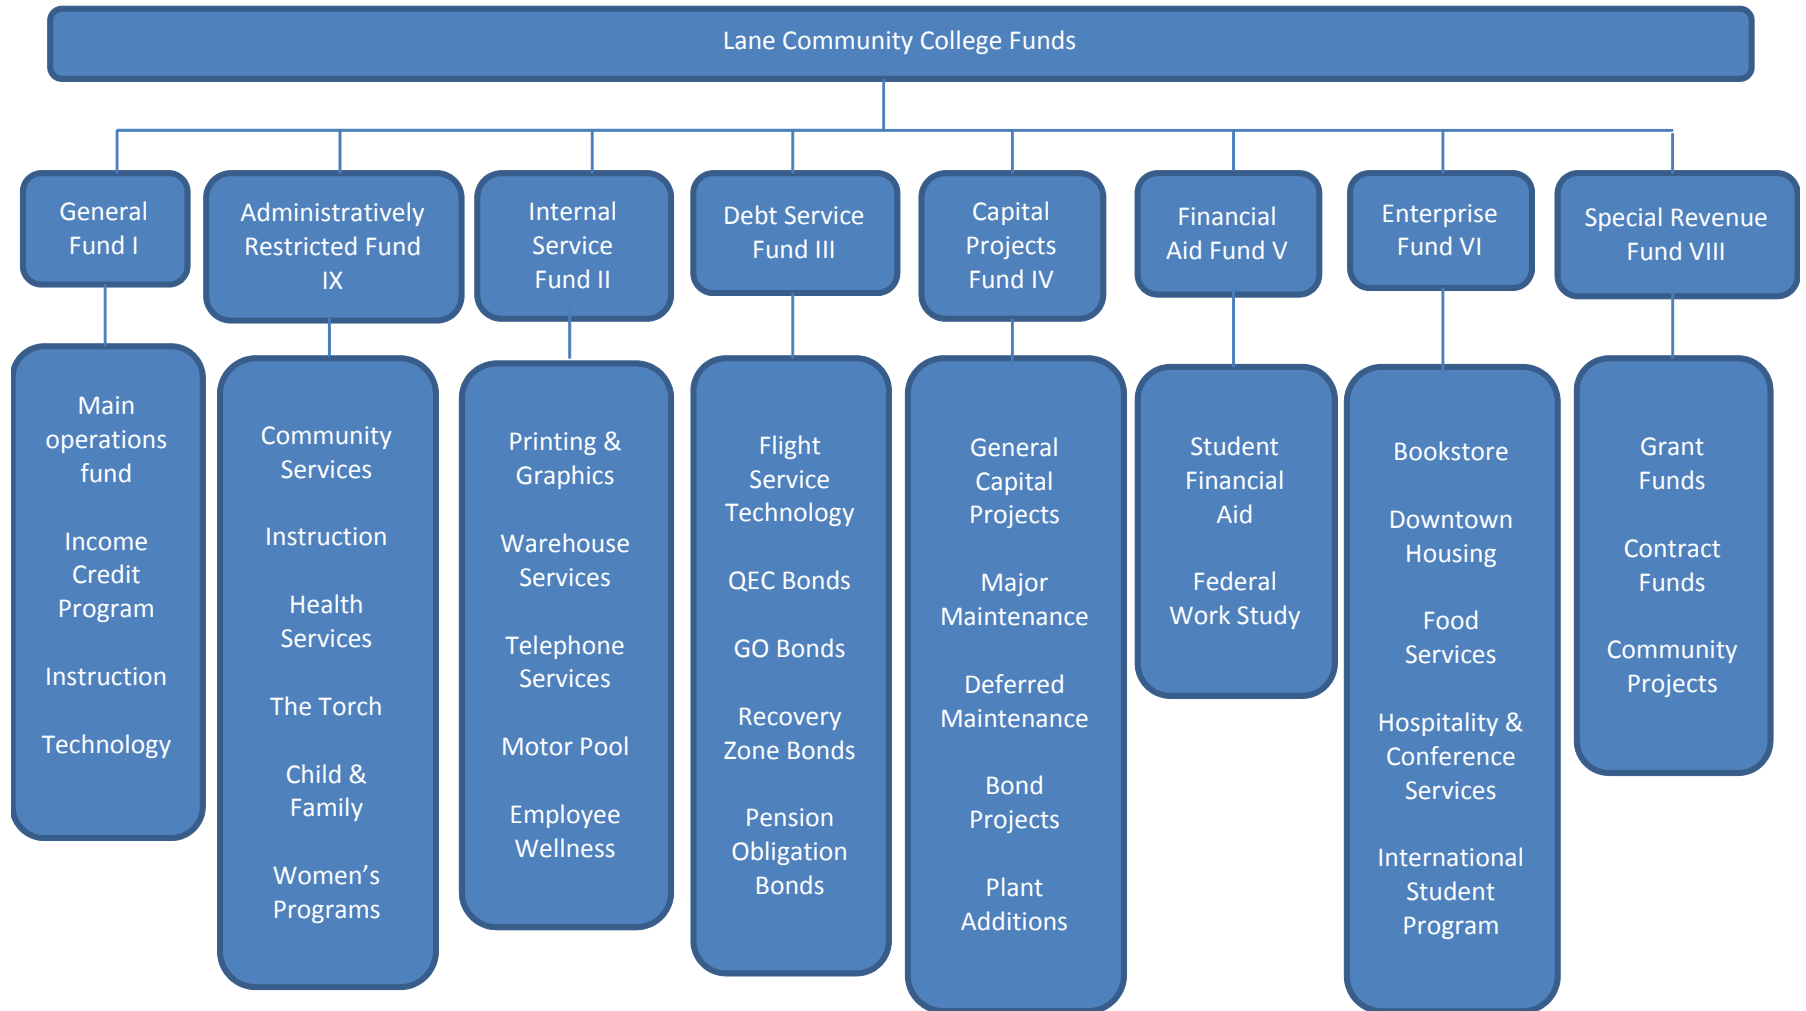 Lane Community College Funds
General
Fund I
Administratively
Restricted Fund
IX
Internal
Service
Fund II
Debt Service
Fund III
Capital
Projects
Fund IV
Financial
Aid Fund V
Enterprise
Fund VI
Special Revenue
Fund VIII
Main
operations
fund
Income
Credit
Program
Instruction
Technology
Community
Services
Instruction
Health
Services
The Torch
Child &
Family
Women’s
Programs
Printing &
Graphics
Warehouse
Services
Telephone
Services
Motor Pool
Employee
Wellness
Flight
Service
Technology
QEC Bonds
GO Bonds
Recovery
Zone Bonds
Pension
Obligation
Bonds
General
Capital
Projects
Major
Maintenance
Deferred
Maintenance
Bond
Projects
Plant
Additions
Student
Financial
Aid
Federal
Work Study
Bookstore
Downtown
Housing
Food
Services
Hospitality &
Conference
Services
International
Student
Program
Grant
Funds
Contract
Funds
Community
Projects